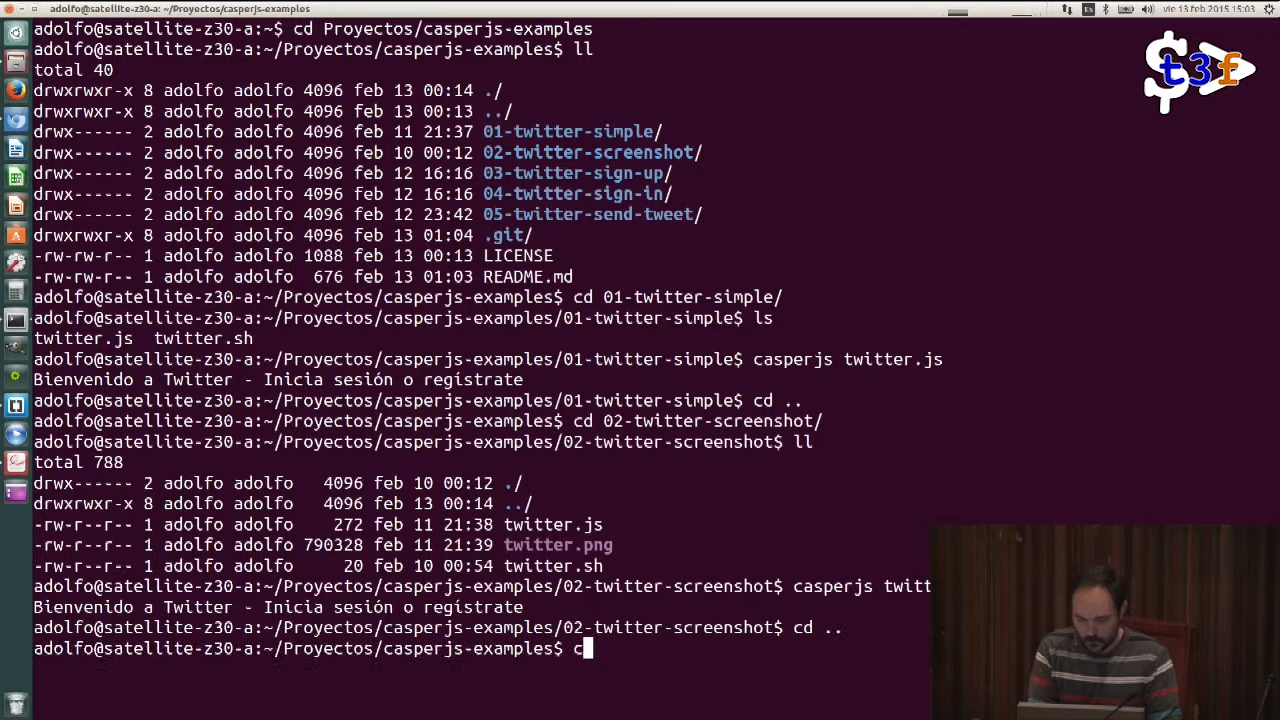 adolfo@satellite-z30-a: ~/Proyectos/casperjs-examples
Es
vie 13 feb 2015 15:03
adolfo@satellite-z30-a:~$ cd Proyectos/casperjs-examples
adolfo@satellite-z30-a:~/Proyectos/casperjs-examples$ ll
total 40
drwxrwxr-x 8 adolfo adolfo 4096 feb 13 00:14 ./
drwxrwxr-x 8 adolfo adolfo 4096 feb 13 00:13 ../
drwx------ 2 adolfo adolfo 4096 feb 11 21:37 01-twitter-simple/
drwx------ 2 adolfo adolfo 4096 feb 10 00:12 02-twitter-screenshot/
drwx------ 2 adolfo adolfo 4096 feb 12 16:16 03-twitter-sign-up/
drwx------ 2 adolfo adolfo 4096 feb 12 16:16 04-twitter-sign-in/
drwx------ 2 adolfo adolfo 4096 feb 12 23:42 05-twitter-send-tweet/
drwxrwxr-x 8 adolfo adolfo 4096 feb 13 01:04 .git/
-rw-rw-r-- 1 adolfo adolfo 1088 feb 13 00:13 LICENSE
-rw-rw-r-- 1 adolfo adolfo  676 feb 13 01:03 README.md
adolfo@satellite-z30-a:~/Proyectos/casperjs-examples$ cd 01-twitter-simple/
adolfo@satellite-z30-a:~/Proyectos/casperjs-examples/01-twitter-simple$ ls
twitter.js  twitter.sh
adolfo@satellite-z30-a:~/Proyectos/casperjs-examples/01-twitter-simple$ casperjs twitter.js
Bienvenido a Twitter - Inicia sesión o regístrate
adolfo@satellite-z30-a:~/Proyectos/casperjs-examples/01-twitter-simple$ cd ..
adolfo@satellite-z30-a:~/Proyectos/casperjs-examples$ cd 02-twitter-screenshot/
adolfo@satellite-z30-a:~/Proyectos/casperjs-examples/02-twitter-screenshot$ ll
total 788
drwx------ 2 adolfo adolfo   4096 feb 10 00:12 ./
drwxrwxr-x 8 adolfo adolfo   4096 feb 13 00:14 ../
-rw-r--r-- 1 adolfo adolfo    272 feb 11 21:38 twitter.js
-rw-r--r-- 1 adolfo adolfo 790328 feb 11 21:39 twitter.png
-rw-r--r-- 1 adolfo adolfo     20 feb 10 00:54 twitter.sh
adolfo@satellite-z30-a:~/Proyectos/casperjs-examples/02-twitter-screenshot$ casperjs twitt
Bienvenido a Twitter - Inicia sesión o regístrate
adolfo@satellite-z30-a:~/Proyectos/casperjs-examples/02-twitter-screenshot$ cd ..
adolfo@satellite-z30-a:~/Proyectos/casperjs-examples$ c
$t3f